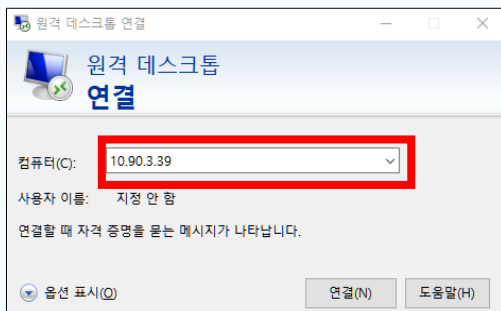 원격 데스크톱 연결
원격 데스크톱
연결
컴퓨터(C): 10.90.3.39
사용자 이름: 지정 안 함
연결할 때 자격 증명을 묻는 메시지가 나타납니다.
옵션 표시(O) 연결(N) 도움말(H)